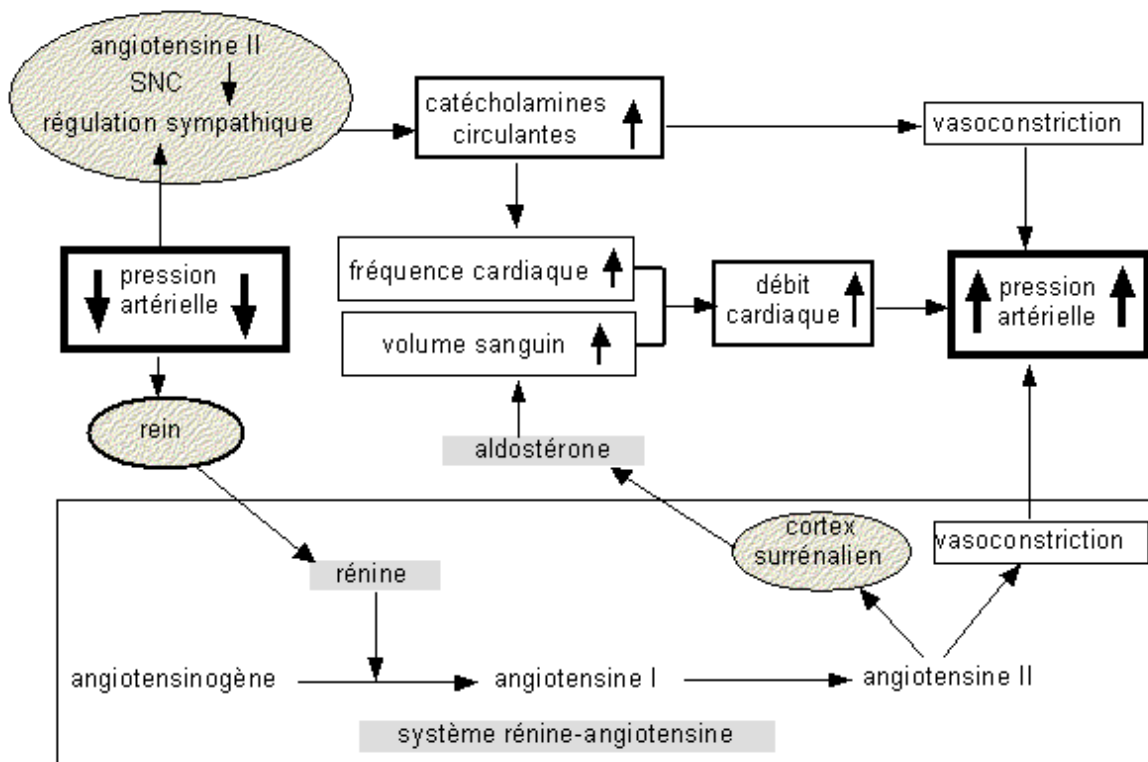 angiotensine II
SNC
régulation sympathique
catécholamines
circulantes
vasoconstriction
pression
artérielle
fréquence cardiaque
volume sanguin
débit
cardiaque
pression
artérielle
rein
aldostérone
cortex
surrénalien
vasoconstriction
rénine
angiotensinogène
angiotensine I
angiotensine II
système rénine-angiotensine